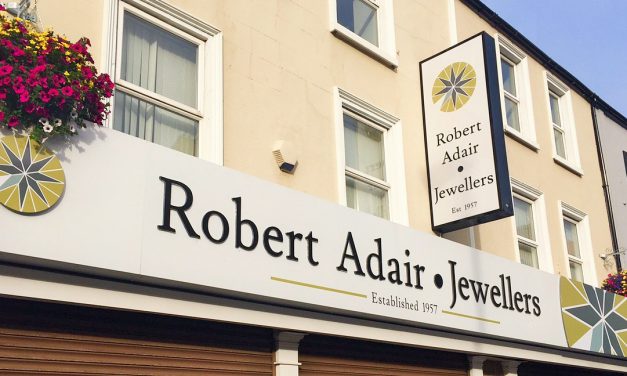 Robert Adair • Jewellers
Established 1957
Robert
Adair
•
Jewellers
Est 1957